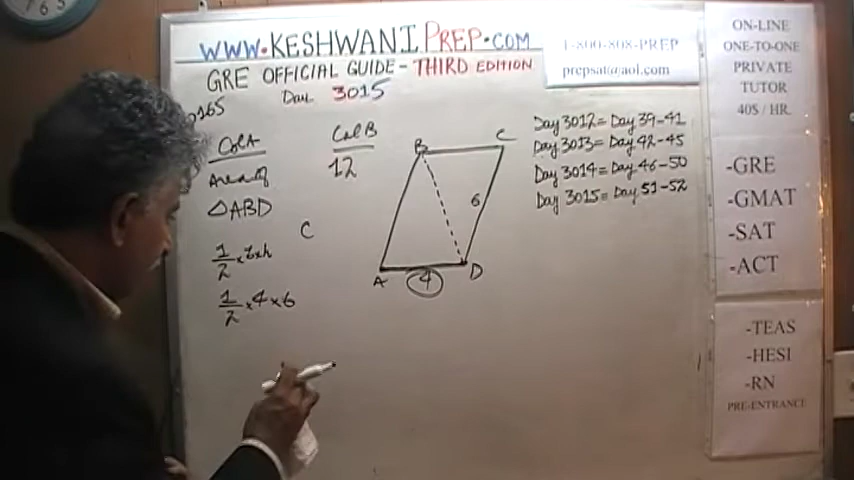 WWW.KESHWANIPREP.COM
GRE OFFICIAL GUIDE - THIRD EDITION
Day 3015
1-800-808-PREP
prepsat@aol.com
Col A
Col B
Area of
12
△ABD
C
1/2 × b × h
1/2 × 4 × 6
B
C
6
A
4
D
Day 3012 = Day 39-41
Day 3013 = Day 42-45
Day 3014 = Day 46-50
Day 3015 = Day 51-52
ON-LINE
ONE-TO-ONE
PRIVATE
TUTOR
40$ / HR.
-GRE
-GMAT
-SAT
-ACT
-TEAS
-HESI
-RN
PRE-ENTRANCE